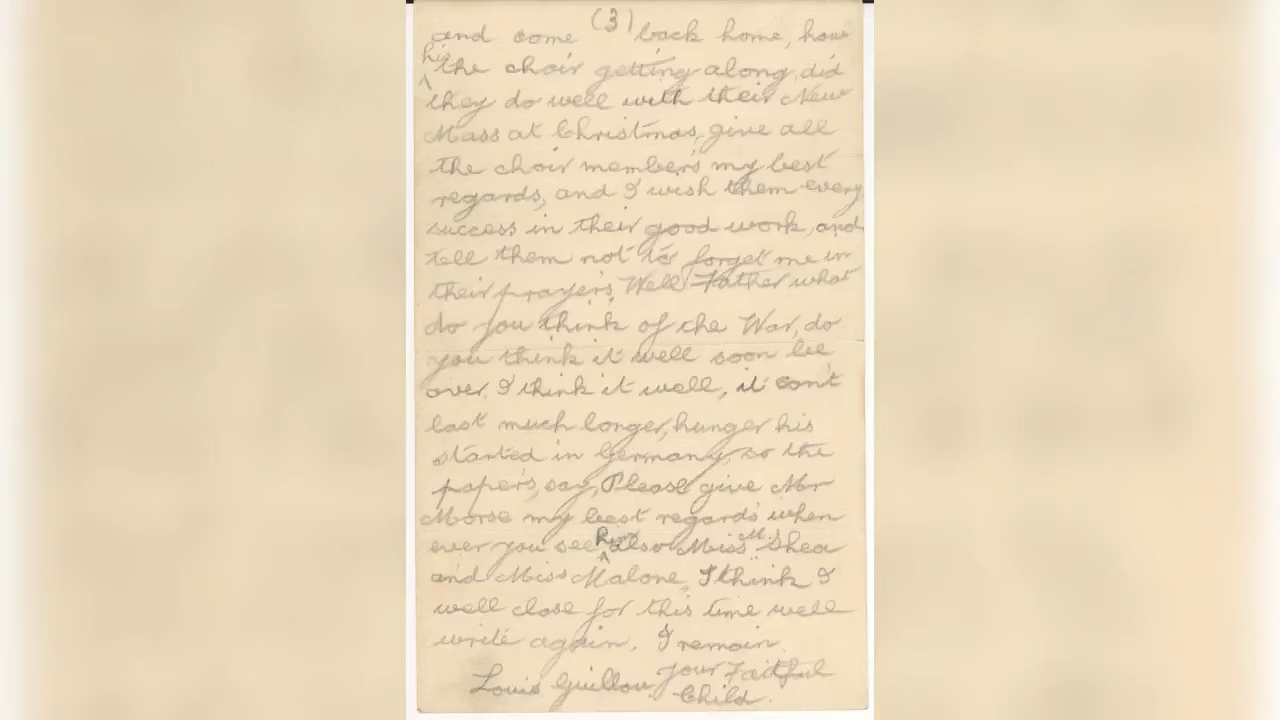 (3)
and come back home, how
his
the choir getting along, did
they do well with their New
Mass at Christmas, give all
the choir members my best
regards, and I wish them every
success in their good work, and
tell them not to forget me in
their prayers, Well Father what
do you think of the War, do
you think it well soon be
over, I think it well, it can't
last much longer, hunger his
started in Germany, so the
papers, say, Please give Mr
Morse my best regards when
ever you see him also Miss M. Shea
and Miss Malone, I think I
well close for this time well
write again. I remain
your Faitful
Louis Guillou Child.